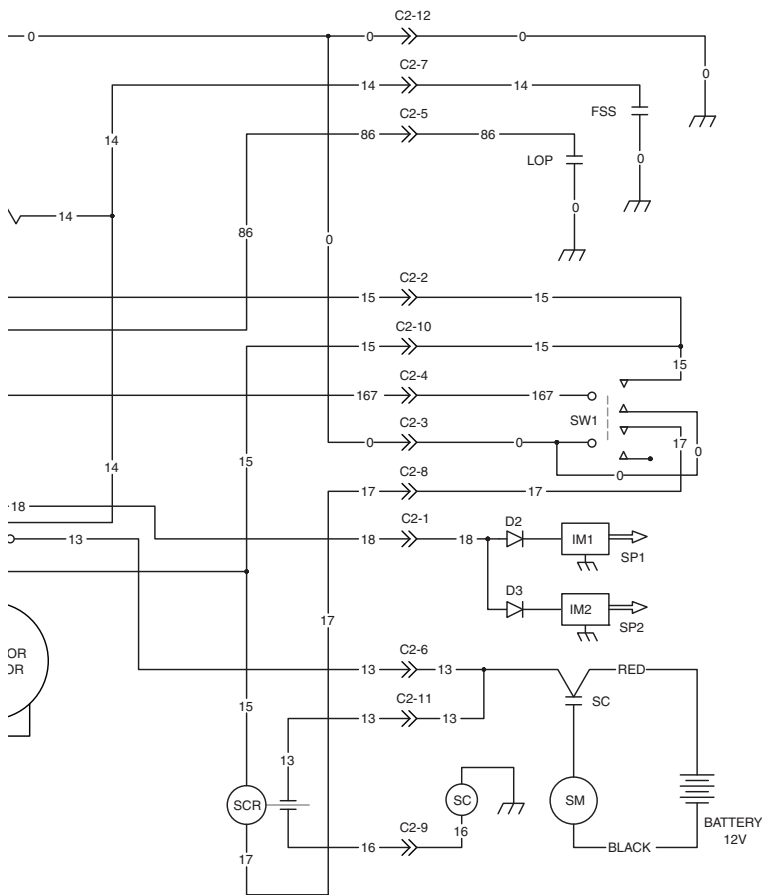 C2-12
0 0 0
C2-7
14 14
0
C2-5
FSS
86 86
14
LOP
0
0
14
86
0
C2-2
15 15
C2-10
15 15
15
C2-4
167 167
SW1
C2-3
0 0
17
0
15
14
0
C2-8
17 17
18
C2-1
D2
18 18
IM1
13
SP1
D3
IM2
17
SP2
OR
OR
C2-6
13 13
RED
C2-11
SC
15
13 13
13
SCR
SC
SM
BATTERY
12V
C2-9
16
16
BLACK
17